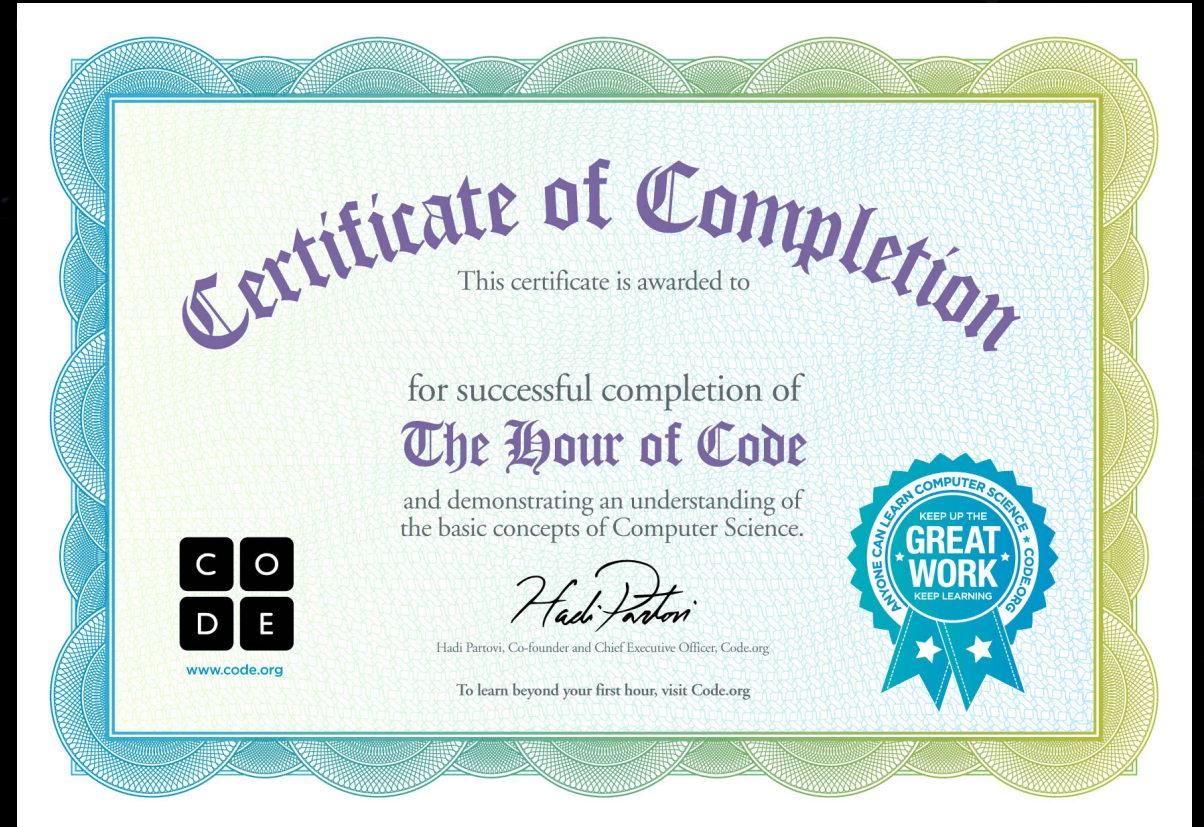 Certificate of Completion
This certificate is awarded to
for successful completion of
The Hour of Code
and demonstrating an understanding of
the basic concepts of Computer Science.
C O
D E
www.code.org
Hadi Partovi
Hadi Partovi, Co-founder and Chief Executive Officer, Code.org
To learn beyond your first hour, visit Code.org
ANYONE CAN LEARN COMPUTER SCIENCE * CODE.ORG
KEEP UP THE
GREAT
WORK
KEEP LEARNING